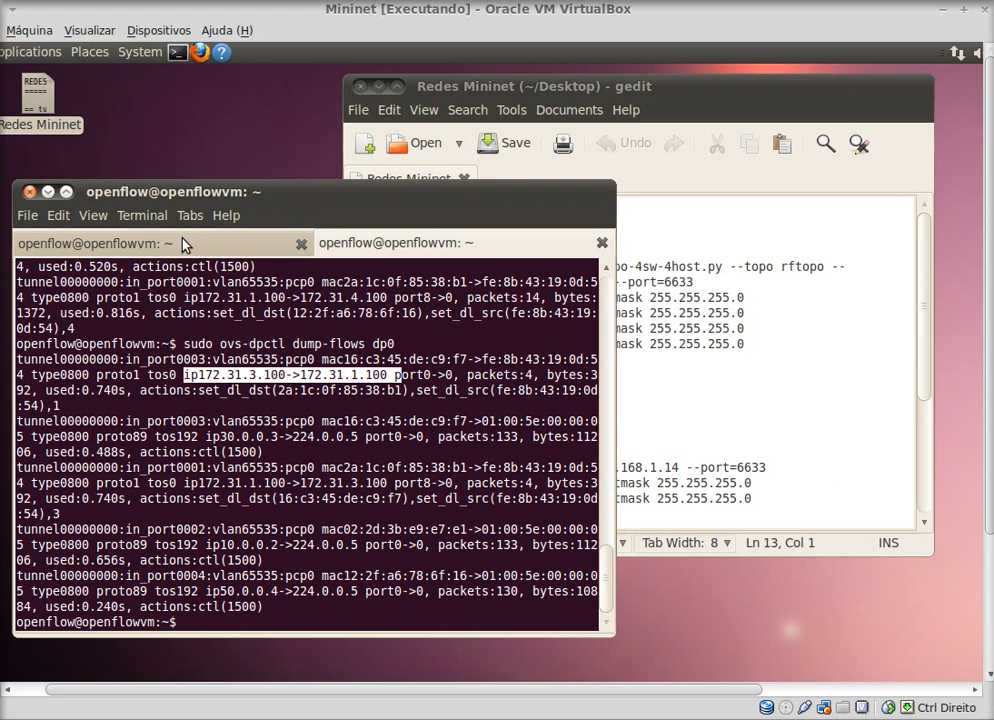 Mininet [Executando] - Oracle VM VirtualBox
Máquina Visualizar Dispositivos Ajuda (H)
pplications Places System
REDES
=====
== tu
Redes Mininet
Redes Mininet (~/Desktop) - gedit
File Edit View Search Tools Documents Help
Open Save Undo
Redes Mininet
po-4sw-4host.py --topo rftopo --
--port=6633
mask 255.255.255.0
mask 255.255.255.0
mask 255.255.255.0
mask 255.255.255.0
.168.1.14 --port=6633
tmask 255.255.255.0
tmask 255.255.255.0
Tab Width: 8 Ln 13, Col 1 INS
openflow@openflowvm: ~
File Edit View Terminal Tabs Help
openflow@openflowvm: ~ openflow@openflowvm: ~
4, used:0.520s, actions:ctl(1500)
tunnel00000000:in_port0001:vlan65535:pcp0 mac2a:1c:0f:85:38:b1->fe:8b:43:19:0d:5
4 type0800 proto1 tos0 ip172.31.1.100->172.31.4.100 port8->0, packets:14, bytes:
1372, used:0.816s, actions:set_dl_dst(12:2f:a6:78:6f:16),set_dl_src(fe:8b:43:19:
0d:54),4
openflow@openflowvm:~$ sudo ovs-dpctl dump-flows dp0
tunnel00000000:in_port0003:vlan65535:pcp0 mac16:c3:45:de:c9:f7->fe:8b:43:19:0d:5
4 type0800 proto1 tos0 ip172.31.3.100->172.31.1.100 port0->0, packets:4, bytes:3
92, used:0.740s, actions:set_dl_dst(2a:1c:0f:85:38:b1),set_dl_src(fe:8b:43:19:0d
:54),1
tunnel00000000:in_port0003:vlan65535:pcp0 mac16:c3:45:de:c9:f7->01:00:5e:00:00:0
5 type0800 proto89 tos192 ip30.0.0.3->224.0.0.5 port0->0, packets:133, bytes:112
06, used:0.488s, actions:ctl(1500)
tunnel00000000:in_port0001:vlan65535:pcp0 mac2a:1c:0f:85:38:b1->fe:8b:43:19:0d:5
4 type0800 proto1 tos0 ip172.31.1.100->172.31.3.100 port8->0, packets:4, bytes:3
92, used:0.740s, actions:set_dl_dst(16:c3:45:de:c9:f7),set_dl_src(fe:8b:43:19:0d
:54),3
tunnel00000000:in_port0002:vlan65535:pcp0 mac02:2d:3b:e9:e7:e1->01:00:5e:00:00:0
5 type0800 proto89 tos192 ip10.0.0.2->224.0.0.5 port0->0, packets:133, bytes:112
06, used:0.656s, actions:ctl(1500)
tunnel00000000:in_port0004:vlan65535:pcp0 mac12:2f:a6:78:6f:16->01:00:5e:00:00:0
5 type0800 proto89 tos192 ip50.0.0.4->224.0.0.5 port0->0, packets:130, bytes:108
84, used:0.240s, actions:ctl(1500)
openflow@openflowvm:~$
Ctrl Direito